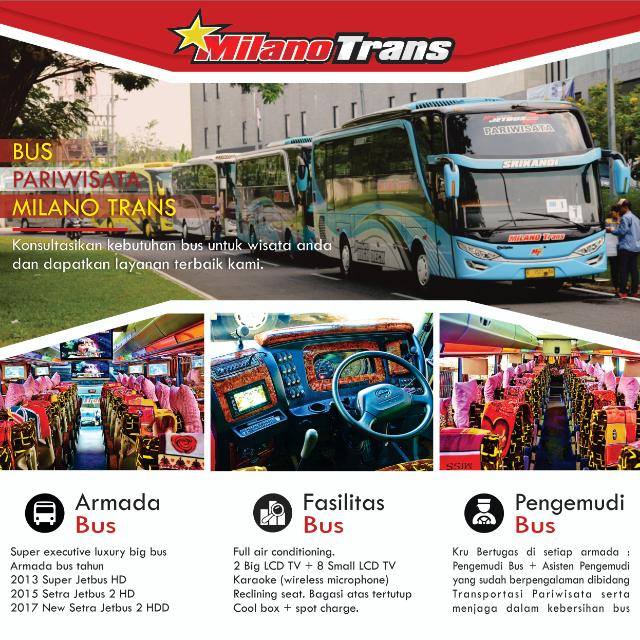 Milano Trans
JETBUS
PARIWISATA
SRIKANDI
BUS
PARIWISATA
MILANO TRANS
MILANO Trans
Konsultasikan kebutuhan bus untuk wisata anda
dan dapatkan layanan terbaik kami.
MISS
Armada
Bus
Super executive luxury big bus
Armada bus tahun
2013 Super Jetbus HD
2015 Setra Jetbus 2 HD
2017 New Setra Jetbus 2 HDD
Fasilitas
Bus
Full air conditioning.
2 Big LCD TV + 8 Small LCD TV
Karaoke (wireless microphone)
Reclining seat. Bagasi atas tertutup
Cool box + spot charge.
Pengemudi
Bus
Kru Bertugas di setiap armada :
Pengemudi Bus + Asisten Pengemudi
yang sudah berpengalaman dibidang
Transportasi Pariwisata serta
menjaga dalam kebersihan bus